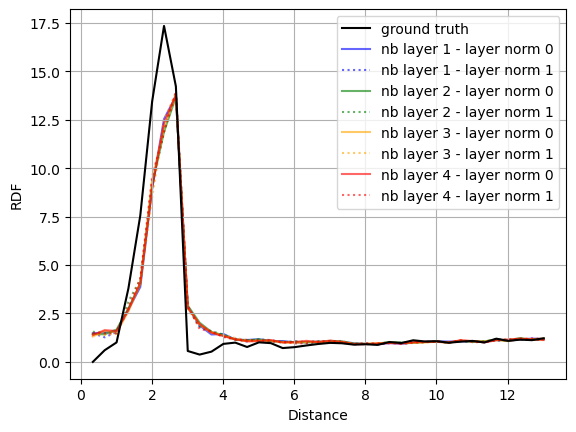 17.5
15.0
12.5
10.0
7.5
5.0
2.5
0.0
RDF
0 2 4 6 8 10 12
Distance
ground truth
nb layer 1 - layer norm 0
nb layer 1 - layer norm 1
nb layer 2 - layer norm 0
nb layer 2 - layer norm 1
nb layer 3 - layer norm 0
nb layer 3 - layer norm 1
nb layer 4 - layer norm 0
nb layer 4 - layer norm 1